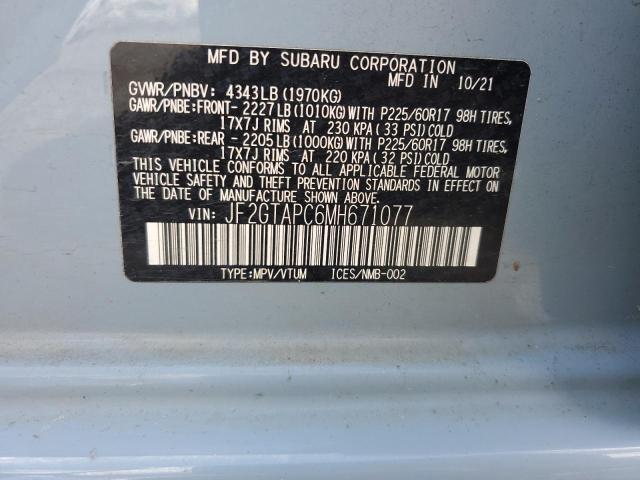 MFD BY SUBARU CORPORATION
MFD IN 10/21
GVWR/PNBV: 4343LB (1970KG)
GAWR/PNBE:FRONT- 2227LB(1010KG)WITH P225/60R17 98H TIRES,
17X7J RIMS AT 230 KPA (33 PSI)COLD
GAWR/PNBE:REAR - 2205LB(1000KG)WITH P225/60R17 98H TIRES,
17X7J RIMS AT 220 KPA (32 PSI)COLD
THIS VEHICLE CONFORMS TO ALL APPLICABLE FEDERAL MOTOR
VEHICLE SAFETY AND THEFT PREVENTION STANDARDS IN EFFECT
ON THE DATE OF MANUFACTURE SHOWN ABOVE.
VIN: JF2GTAPC6MH671077
TYPE:MPV/VTUM ICES/NMB-002